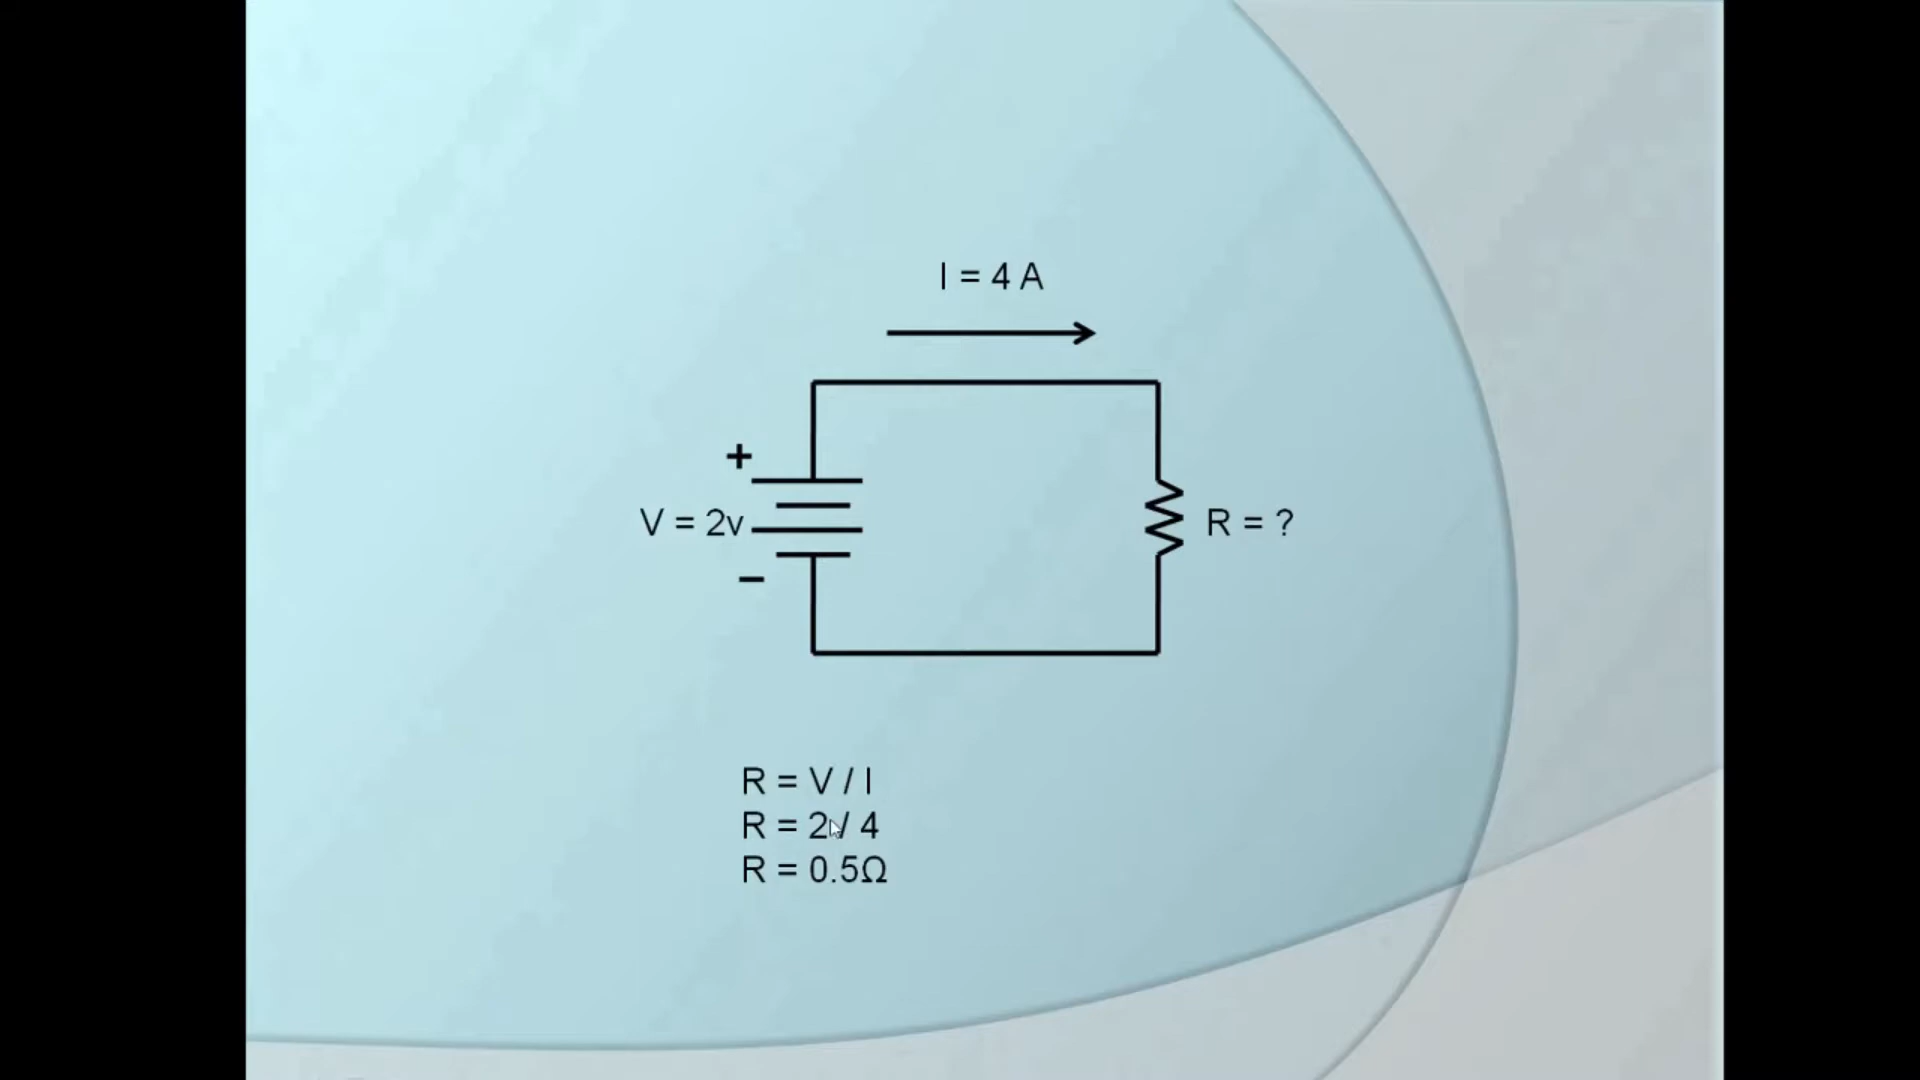 I = 4 A
+
V = 2v
R = ?
–
R = V / I
R = 2 / 4
R = 0.5Ω